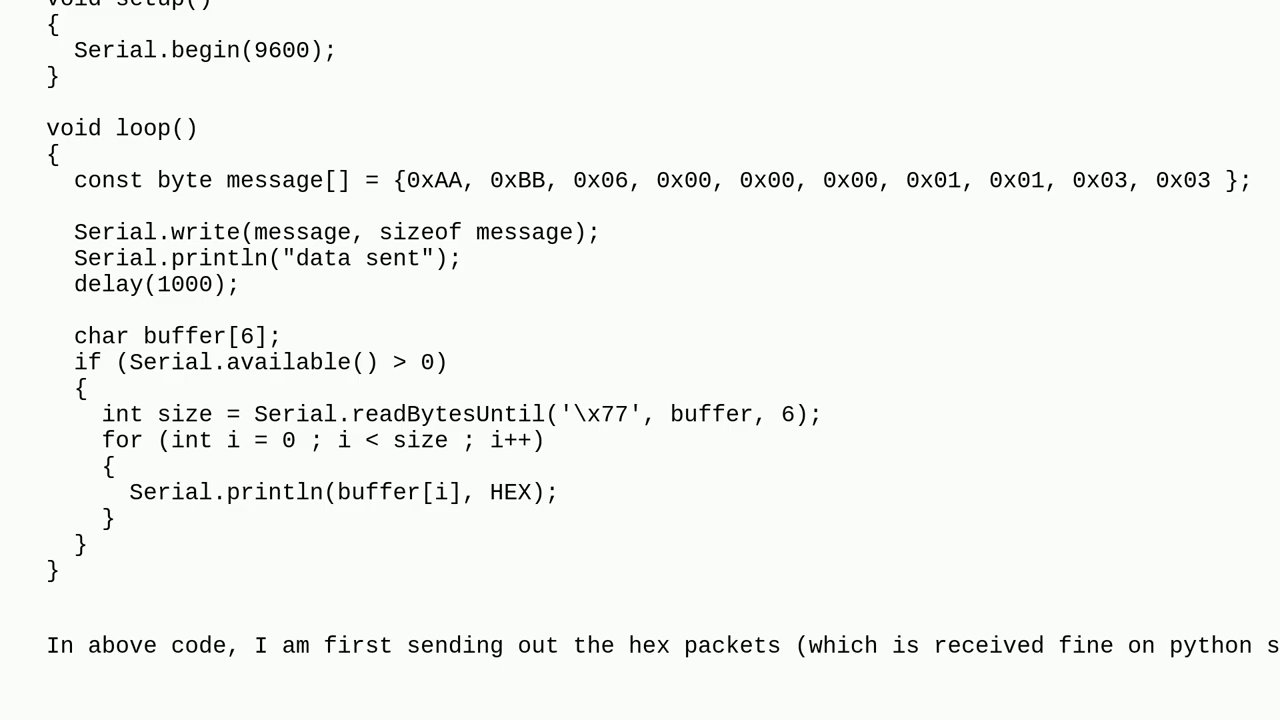 void setup()
{
  Serial.begin(9600);
}

void loop()
{
  const byte message[] = {0xAA, 0xBB, 0x06, 0x00, 0x00, 0x00, 0x01, 0x01, 0x03, 0x03 };

  Serial.write(message, sizeof message);
  Serial.println("data sent");
  delay(1000);

  char buffer[6];
  if (Serial.available() > 0)
  {
    int size = Serial.readBytesUntil('\x77', buffer, 6);
    for (int i = 0 ; i < size ; i++)
    {
      Serial.println(buffer[i], HEX);
    }
  }
}

In above code, I am first sending out the hex packets (which is received fine on python s